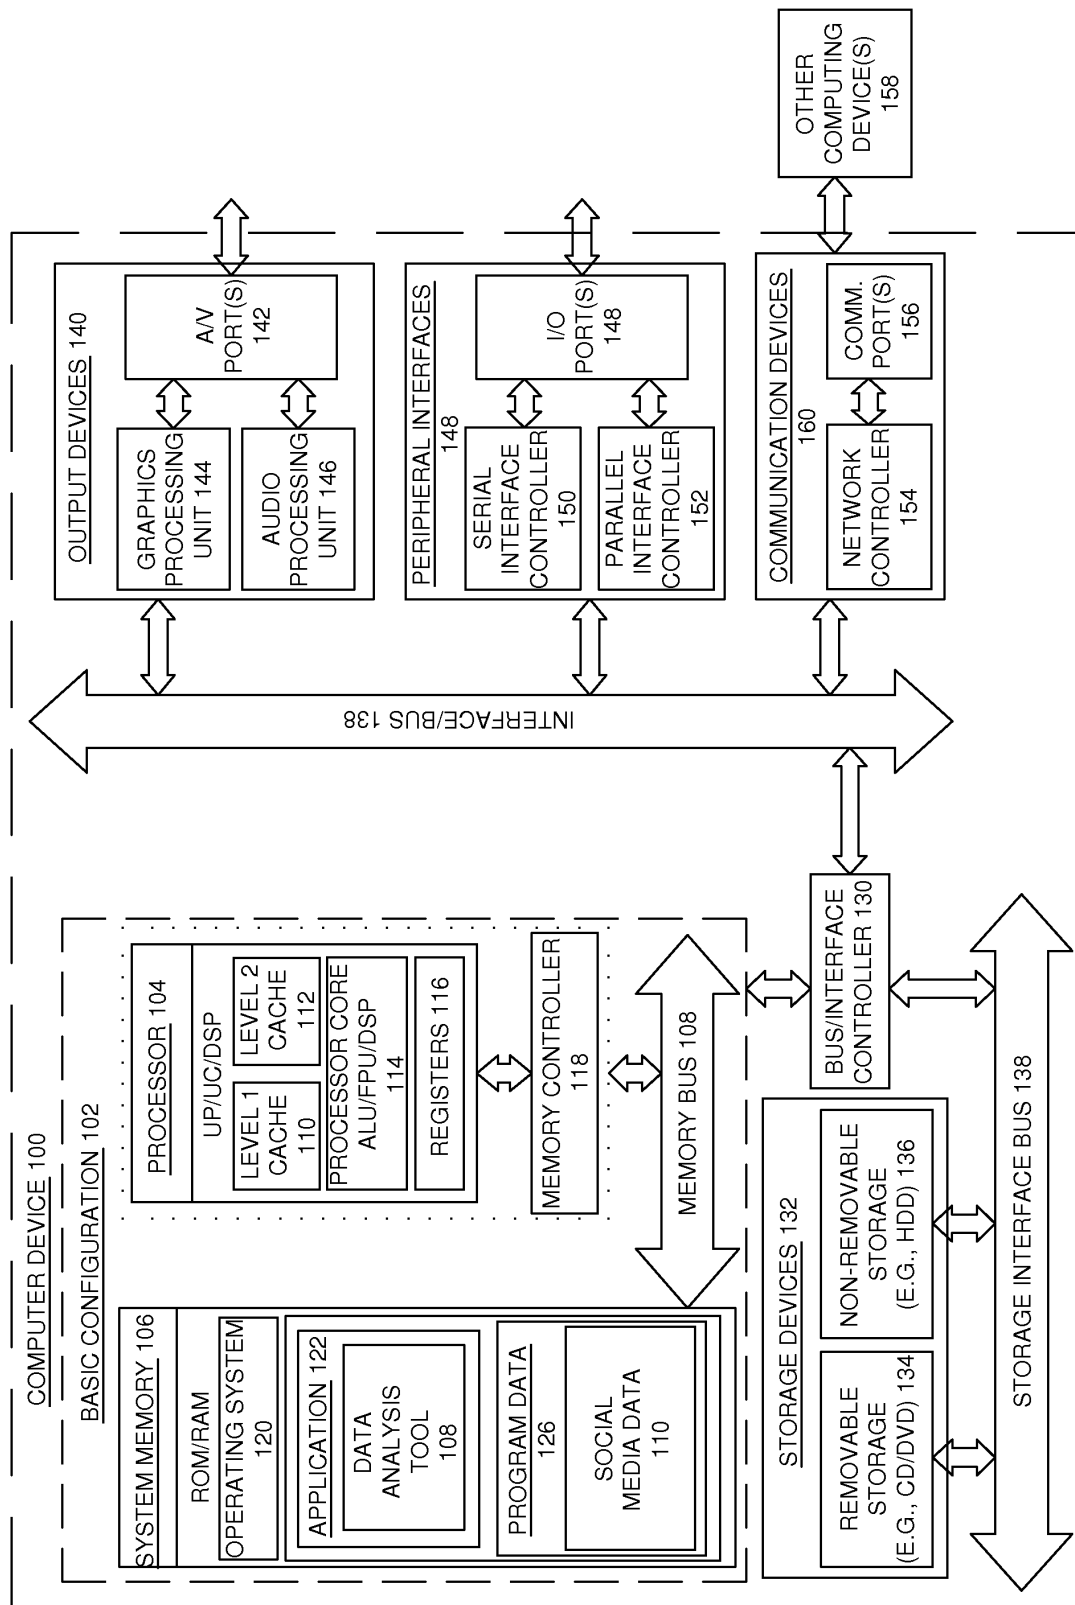 COMPUTER DEVICE 100
BASIC CONFIGURATION 102
SYSTEM MEMORY 106
ROM/RAM
OPERATING SYSTEM
120
APPLICATION 122
DATA
ANALYSIS
TOOL
108
PROGRAM DATA
126
SOCIAL
MEDIA DATA
110
PROCESSOR 104
UP/UC/DSP
LEVEL 1
CACHE
110
LEVEL 2
CACHE
112
PROCESSOR CORE
ALU/FPU/DSP
114
REGISTERS 116
MEMORY CONTROLLER
118
MEMORY BUS 108
BUS/INTERFACE
CONTROLLER 130
STORAGE DEVICES 132
REMOVABLE
STORAGE
(E.G., CD/DVD) 134
NON-REMOVABLE
STORAGE
(E.G., HDD) 136
STORAGE INTERFACE BUS 138
INTERFACE/BUS 138
OUTPUT DEVICES 140
GRAPHICS
PROCESSING
UNIT 144
AUDIO
PROCESSING
UNIT 146
A/V
PORT(S)
142
PERIPHERAL INTERFACES
148
SERIAL
INTERFACE
CONTROLLER
150
PARALLEL
INTERFACE
CONTROLLER
152
I/O
PORT(S)
148
COMMUNICATION DEVICES
160
NETWORK
CONTROLLER
154
COMM.
PORT(S)
156
OTHER
COMPUTING
DEVICE(S)
158